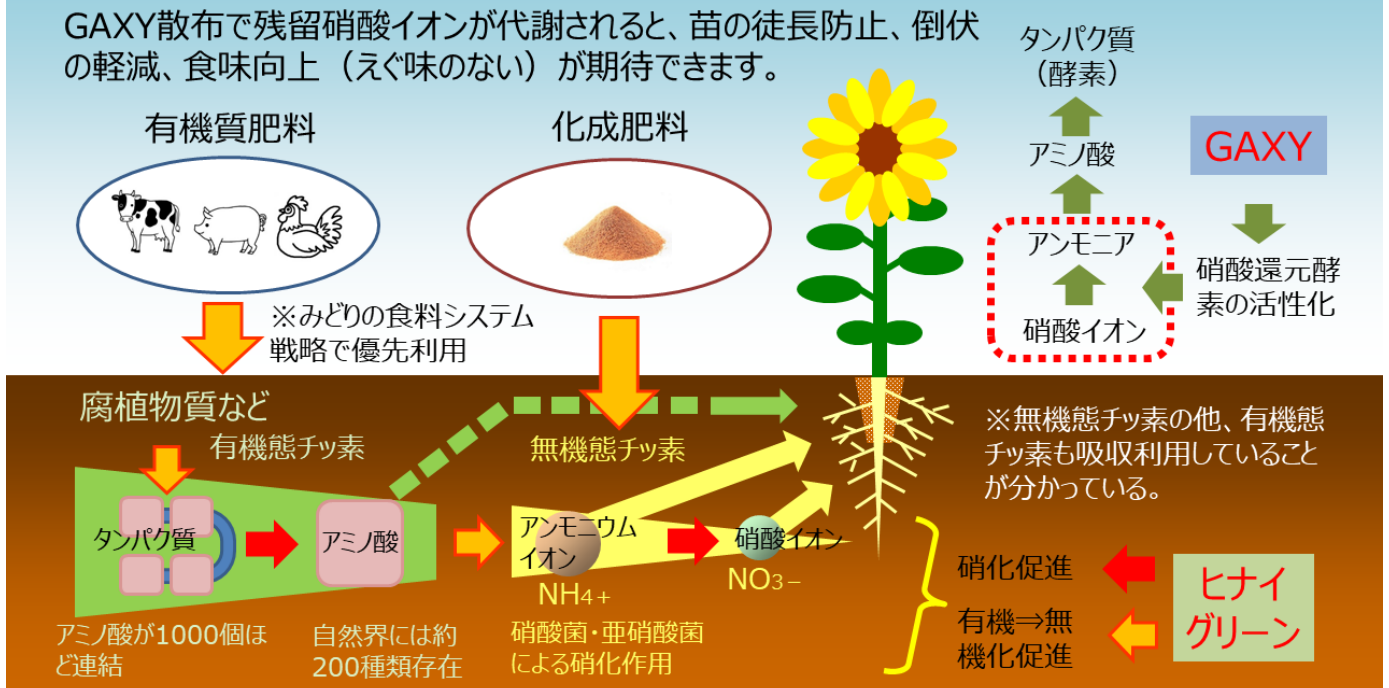 GAXY散布で残留硝酸イオンが代謝されると、苗の徒長防止、倒伏
の軽減、食味向上（えぐ味のない）が期待できます。
有機質肥料
化成肥料
※みどりの食料システム
戦略で優先利用
タンパク質
（酵素）
アミノ酸
アンモニア
硝酸イオン
GAXY
硝酸還元酵
素の活性化
腐植物質など
有機態チッ素
無機態チッ素
タンパク質
アミノ酸
アンモニウム
イオン
NH4+
硝酸イオン
NO3−
アミノ酸が1000個ほ
ど連結
自然界には約
200種類存在
硝酸菌・亜硝酸菌
による硝化作用
※無機態チッ素の他、有機態
チッ素も吸収利用していること
が分かっている。
硝化促進
有機⇒無
機化促進
ヒナイ
グリーン